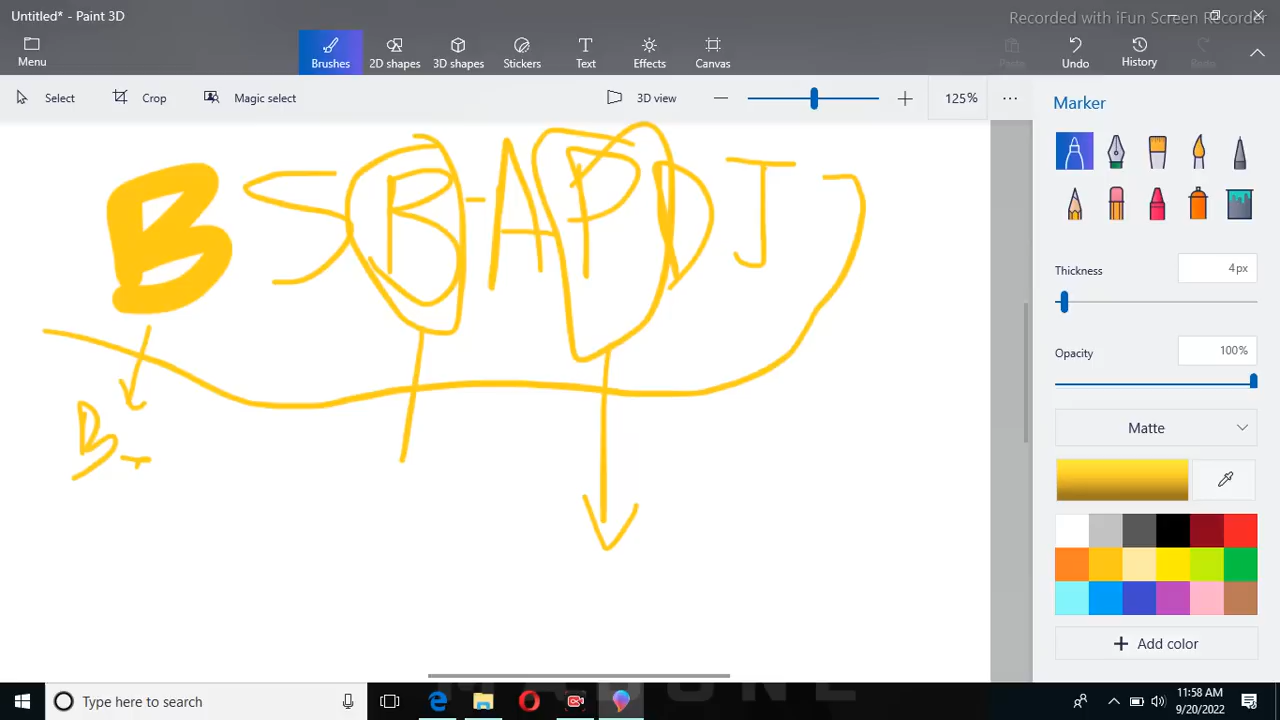 Untitled* - Paint 3D
Recorded with iFun Screen Recorder
Menu
Brushes
2D shapes
3D shapes
Stickers
Text
Effects
Canvas
Paste
Undo
History
Redo
Select
Crop
Magic select
3D view
125%
Marker
B S B - A P D J
B
Thickness
4px
Opacity
100%
Matte
Add color
Type here to search
11:58 AM
9/20/2022